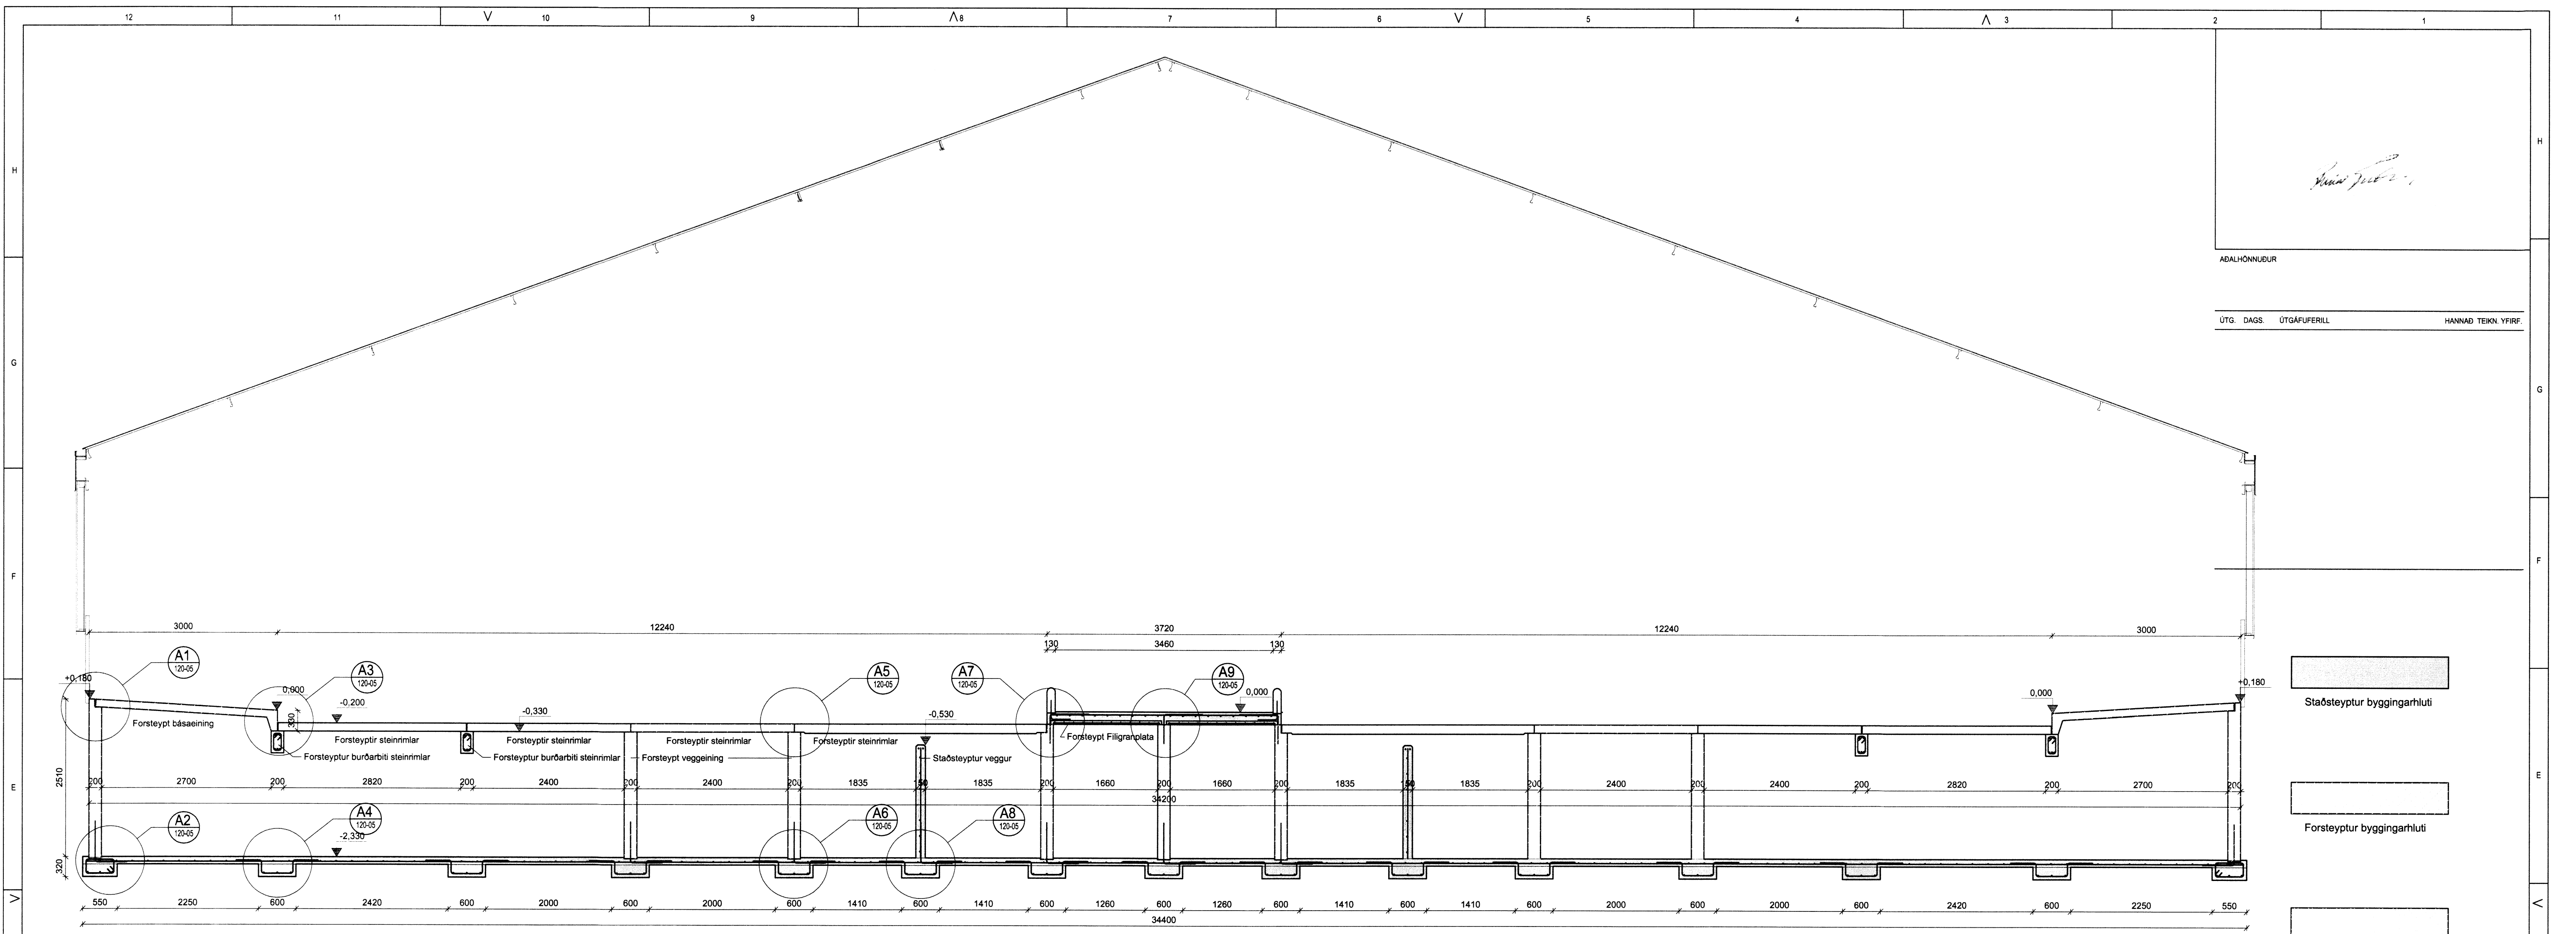 12 11 10 9 8 7 6 5 4 3 2 1
H
H
G
G
F
F
E
E
AÐALHÖNNUÐUR
ÚTG. DAGS. ÚTGÁFUFERILL HANNAÐ TEIKN. YFIRF.
3000 12240 3720 12240 3000
130 3460 130
A1
120-05
A3
120-05
A5
120-05
A7
120-05
A9
120-05
+0,180
0,000
-0,200
330
-0,330
-0,530
0,000
0,000
+0,180
Forsteypt básaeining
Forsteyptir steinrimlar
Forsteyptir steinrimlar
Forsteyptir steinrimlar
Forsteyptir steinrimlar
Forsteypt Filigranplata
Forsteyptur burðarbiti steinrimlar
Forsteyptur burðarbiti steinrimlar
Forsteypt veggeining
Staðsteyptur veggur
2510
200 2700 200 2820 200 2400 200 2400 200 1835 150 1835 200 1660 200 1660 200 1835 150 1835 200 2400 200 2400 200 2820 200 2700 200
34200
A2
120-05
A4
120-05
A6
120-05
A8
120-05
-2,330
320
550 2250 600 2420 600 2000 600 2000 600 1410 600 1410 600 1260 600 1260 600 1410 600 1410 600 2000 600 2000 600 2420 600 2250 550
34400
Staðsteyptur byggingarhluti
Forsteyptur byggingarhluti